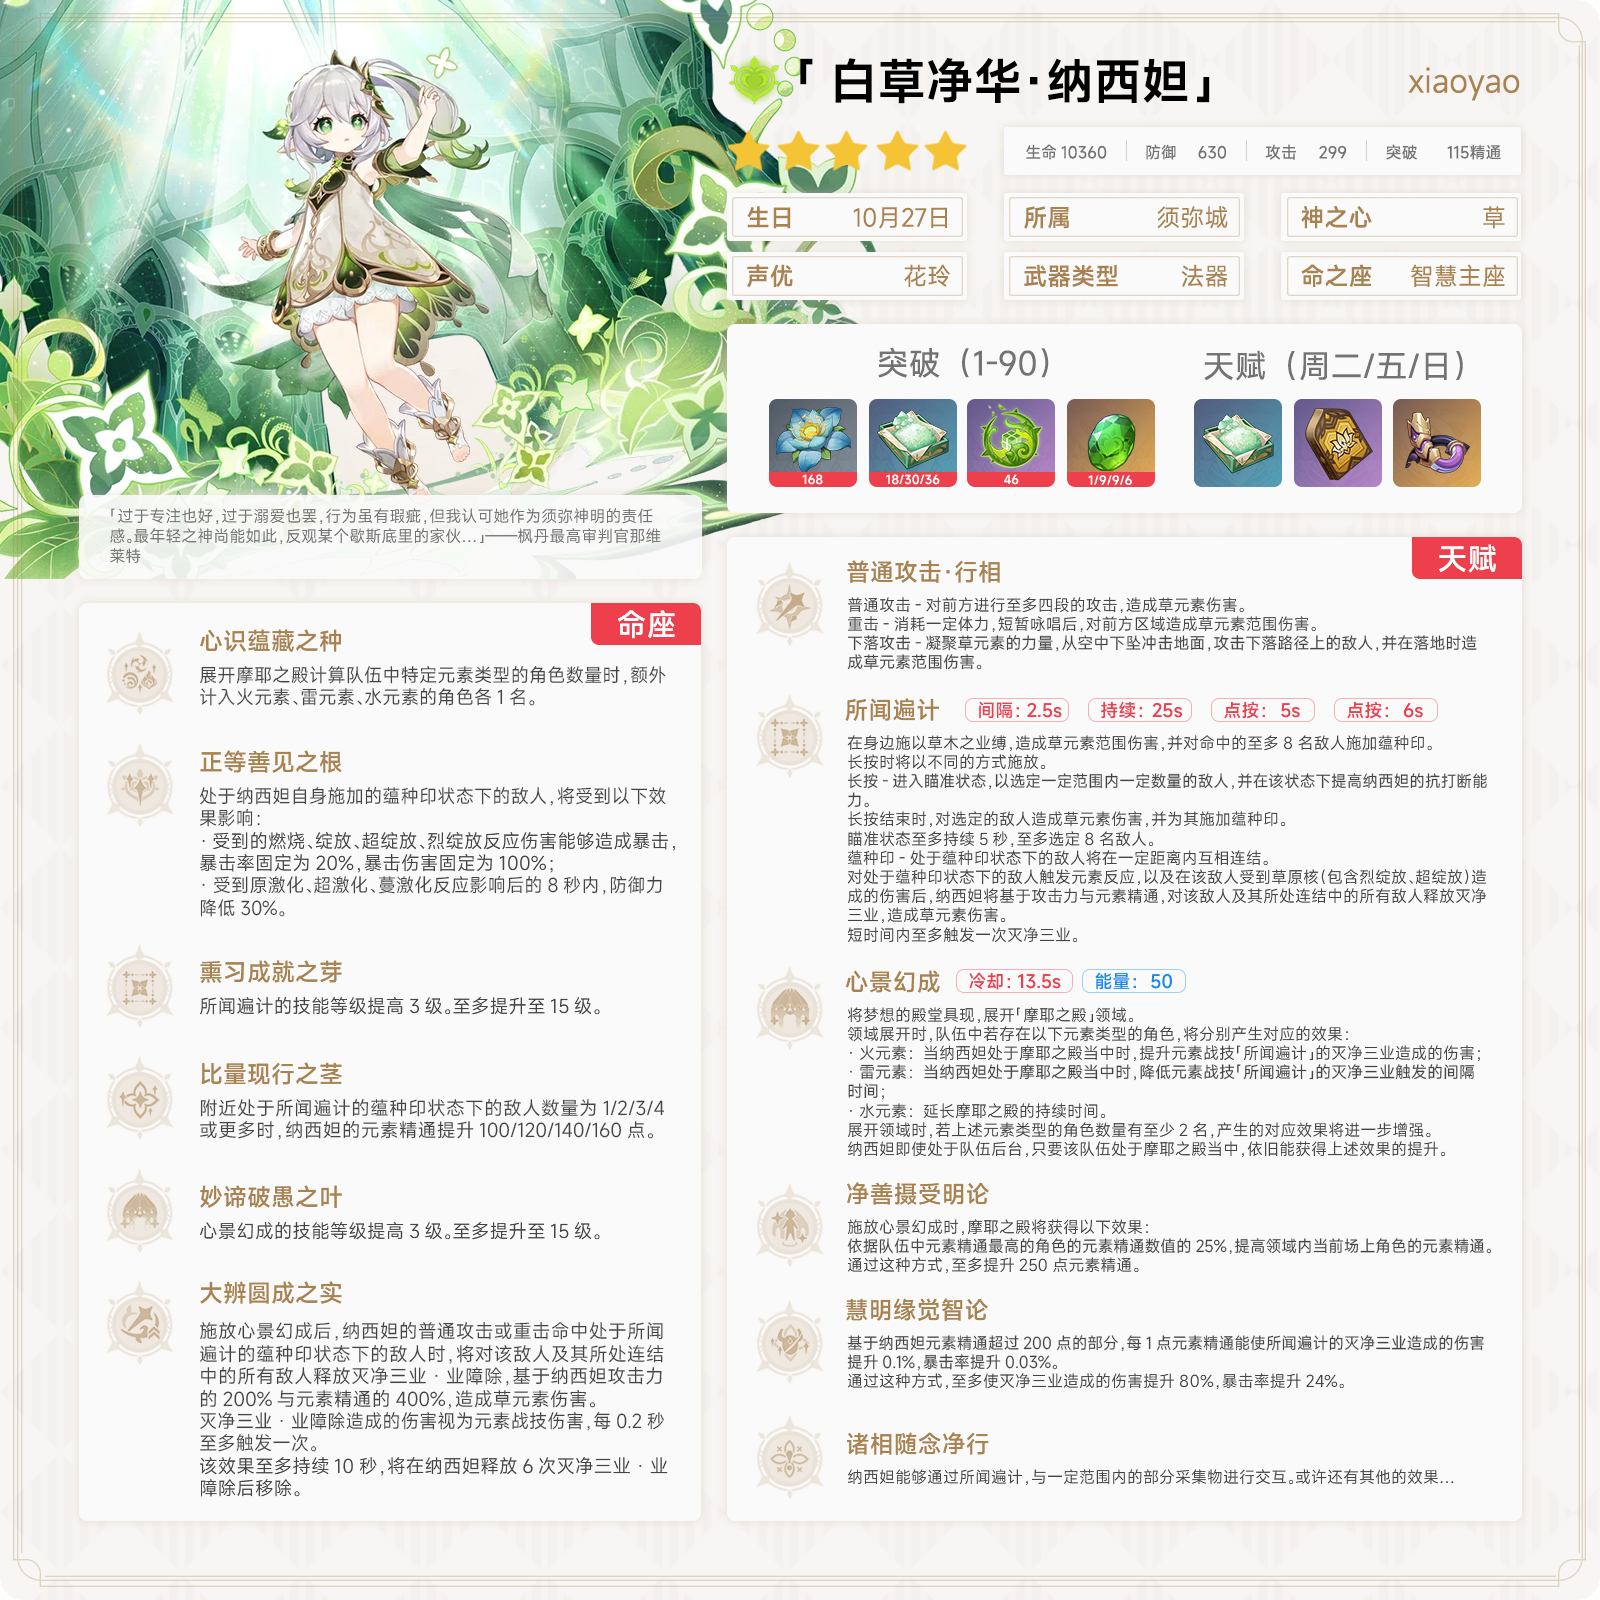 「 白草净华·纳西妲」
xiaoyao
生命 10360 防御 630 攻击 299 突破 115精通
生日 10月27日
所属 须弥城
神之心 草
声优 花玲
武器类型 法器
命之座 智慧主座
突破（1-90）
168 18/30/36 46 1/9/9/6
天赋（周二/五/日）
「过于专注也好,过于溺爱也罢,行为虽有瑕疵,但我认可她作为须弥神明的责任
感。最年轻之神尚能如此,反观某个歇斯底里的家伙…」——枫丹最高审判官那维
莱特
命座
心识蕴藏之种
展开摩耶之殿计算队伍中特定元素类型的角色数量时,额外
计入火元素、雷元素、水元素的角色各 1 名。
正等善见之根
处于纳西妲自身施加的蕴种印状态下的敌人,将受到以下效
果影响:
· 受到的燃烧、绽放、超绽放、烈绽放反应伤害能够造成暴击,
暴击率固定为 20%,暴击伤害固定为 100%;
· 受到原激化、超激化、蔓激化反应影响后的 8 秒内,防御力
降低 30%。
熏习成就之芽
所闻遍计的技能等级提高 3 级。至多提升至 15 级。
比量现行之茎
附近处于所闻遍计的蕴种印状态下的敌人数量为 1/2/3/4
或更多时,纳西妲的元素精通提升 100/120/140/160 点。
妙谛破愚之叶
心景幻成的技能等级提高 3 级。至多提升至 15 级。
大辨圆成之实
施放心景幻成后,纳西妲的普通攻击或重击命中处于所闻
遍计的蕴种印状态下的敌人时,将对该敌人及其所处连结
中的所有敌人释放灭净三业 · 业障除,基于纳西妲攻击力
的 200% 与元素精通的 400%,造成草元素伤害。
灭净三业 · 业障除造成的伤害视为元素战技伤害,每 0.2 秒
至多触发一次。
该效果至多持续 10 秒,将在纳西妲释放 6 次灭净三业 · 业
障除后移除。
天赋
普通攻击·行相
普通攻击 - 对前方进行至多四段的攻击,造成草元素伤害。
重击 - 消耗一定体力,短暂咏唱后,对前方区域造成草元素范围伤害。
下落攻击 - 凝聚草元素的力量,从空中下坠冲击地面,攻击下落路径上的敌人,并在落地时造
成草元素范围伤害。
所闻遍计 间隔: 2.5s 持续: 25s 点按: 5s 点按: 6s
在身边施以草木之业缚,造成草元素范围伤害,并对命中的至多 8 名敌人施加蕴种印。
长按时将以不同的方式施放。
长按 - 进入瞄准状态,以选定一定范围内一定数量的敌人,并在该状态下提高纳西妲的抗打断能
力。
长按结束时,对选定的敌人造成草元素伤害,并为其施加蕴种印。
瞄准状态至多持续 5 秒,至多选定 8 名敌人。
蕴种印 - 处于蕴种印状态下的敌人将在一定距离内互相连结。
对处于蕴种印状态下的敌人触发元素反应,以及在该敌人受到草原核(包含烈绽放、超绽放)造
成的伤害后,纳西妲将基于攻击力与元素精通,对该敌人及其所处连结中的所有敌人释放灭净
三业,造成草元素伤害。
短时间内至多触发一次灭净三业。
心景幻成 冷却: 13.5s 能量: 50
将梦想的殿堂具现,展开「摩耶之殿」领域。
领域展开时,队伍中若存在以下元素类型的角色,将分别产生对应的效果:
· 火元素: 当纳西妲处于摩耶之殿当中时,提升元素战技「所闻遍计」的灭净三业造成的伤害;
· 雷元素: 当纳西妲处于摩耶之殿当中时,降低元素战技「所闻遍计」的灭净三业触发的间隔
时间;
· 水元素: 延长摩耶之殿的持续时间。
展开领域时,若上述元素类型的角色数量有至少 2 名,产生的对应效果将进一步增强。
纳西妲即使处于队伍后台,只要该队伍处于摩耶之殿当中,依旧能获得上述效果的提升。
净善摄受明论
施放心景幻成时,摩耶之殿将获得以下效果:
依据队伍中元素精通最高的角色的元素精通数值的 25%,提高领域内当前场上角色的元素精通。
通过这种方式,至多提升 250 点元素精通。
慧明缘觉智论
基于纳西妲元素精通超过 200 点的部分,每 1 点元素精通能使所闻遍计的灭净三业造成的伤害
提升 0.1%,暴击率提升 0.03%。
通过这种方式,至多使灭净三业造成的伤害提升 80%,暴击率提升 24%。
诸相随念净行
纳西妲能够通过所闻遍计,与一定范围内的部分采集物进行交互。或许还有其他的效果…